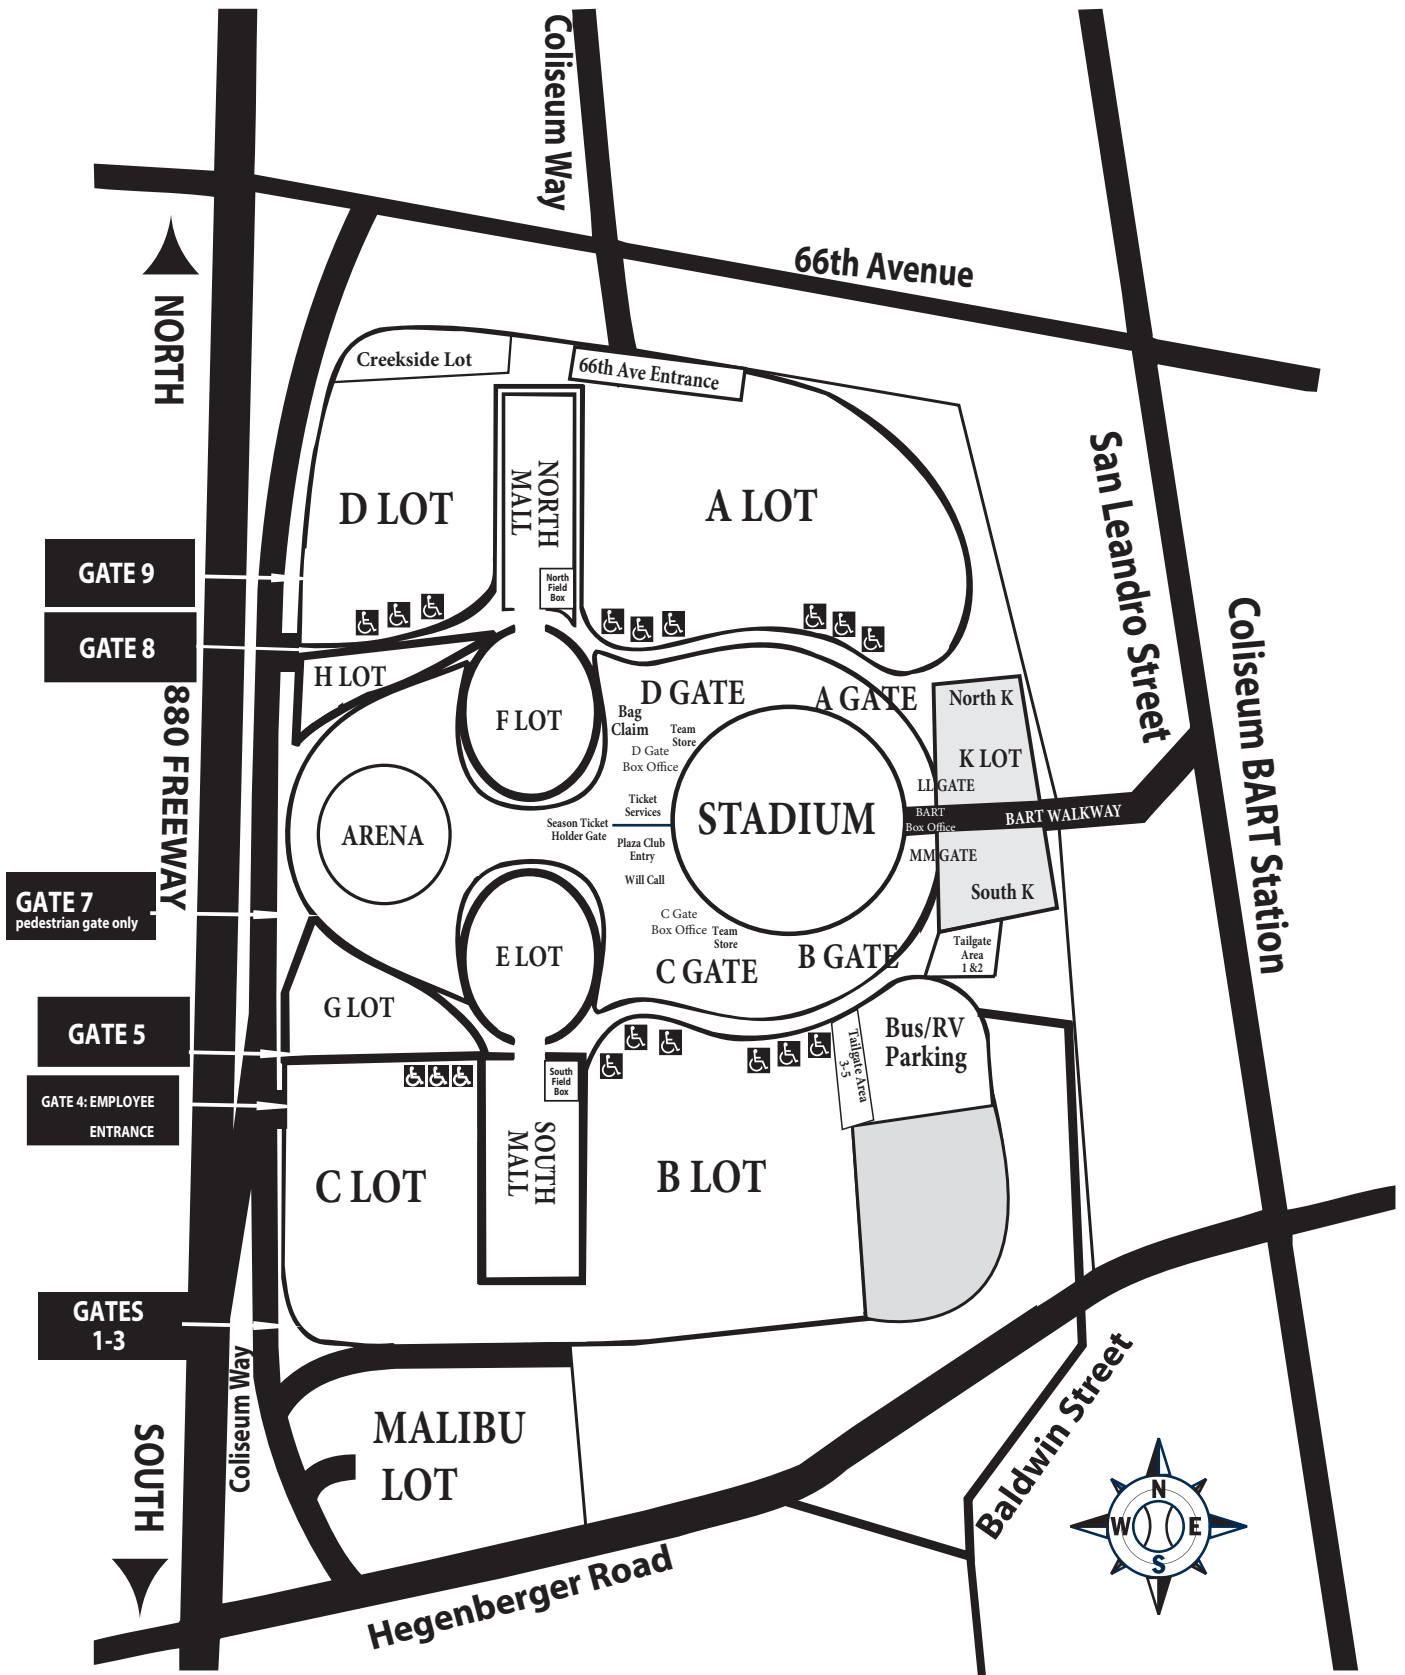 Coliseum Way
66th Avenue
NORTH
Creekside Lot
66th Ave Entrance
San Leandro Street
NORTH
MALL
D LOT
A LOT
GATE 9
North
Field
Box
Coliseum BART Station
GATE 8
H LOT
D GATE
A GATE
North K
880 FREEWAY
F LOT
Bag
Claim
Team
Store
D Gate
Box Office
K LOT
LL GATE
Ticket
Services
STADIUM
BART
Box Office
BART WALKWAY
Season Ticket
Holder Gate
ARENA
Plaza Club
Entry
MM GATE
Will Call
South K
GATE 7
pedestrian gate only
C Gate
Box Office
Team
Store
Tailgate
Area
1 &2
E LOT
C GATE
B GATE
G LOT
GATE 5
Bus/RV
Parking
Tailgate Area
3-5
South
Field
Box
GATE 4: EMPLOYEE
ENTRANCE
SOUTH
MALL
C LOT
B LOT
GATES
1-3
Coliseum Way
SOUTH
MALIBU
LOT
Baldwin Street
Hegenberger Road
N
W
E
S